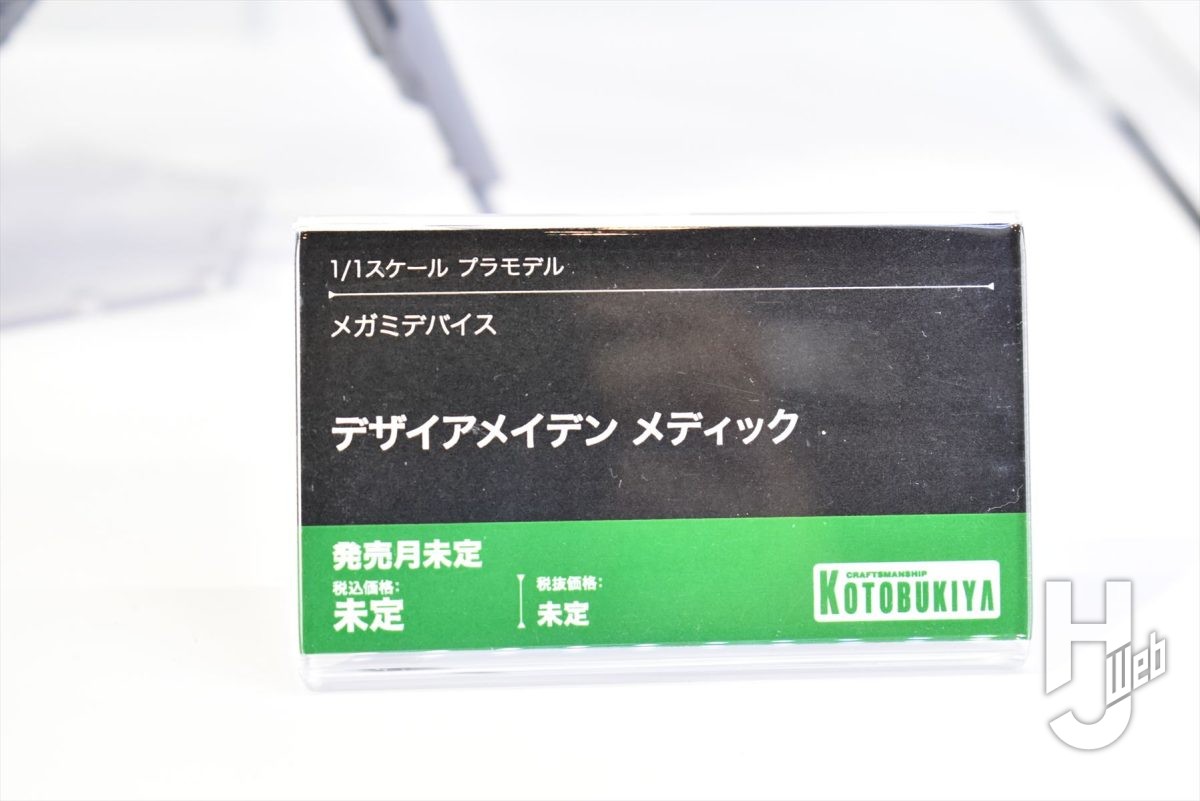 1/1スケール プラモデル
メガミデバイス
デザイアメイデン メディック
発売月未定
税込価格:
未定
税抜価格:
未定
CRAFTSMANSHIP
KOTOBUKIYA
HJ Web